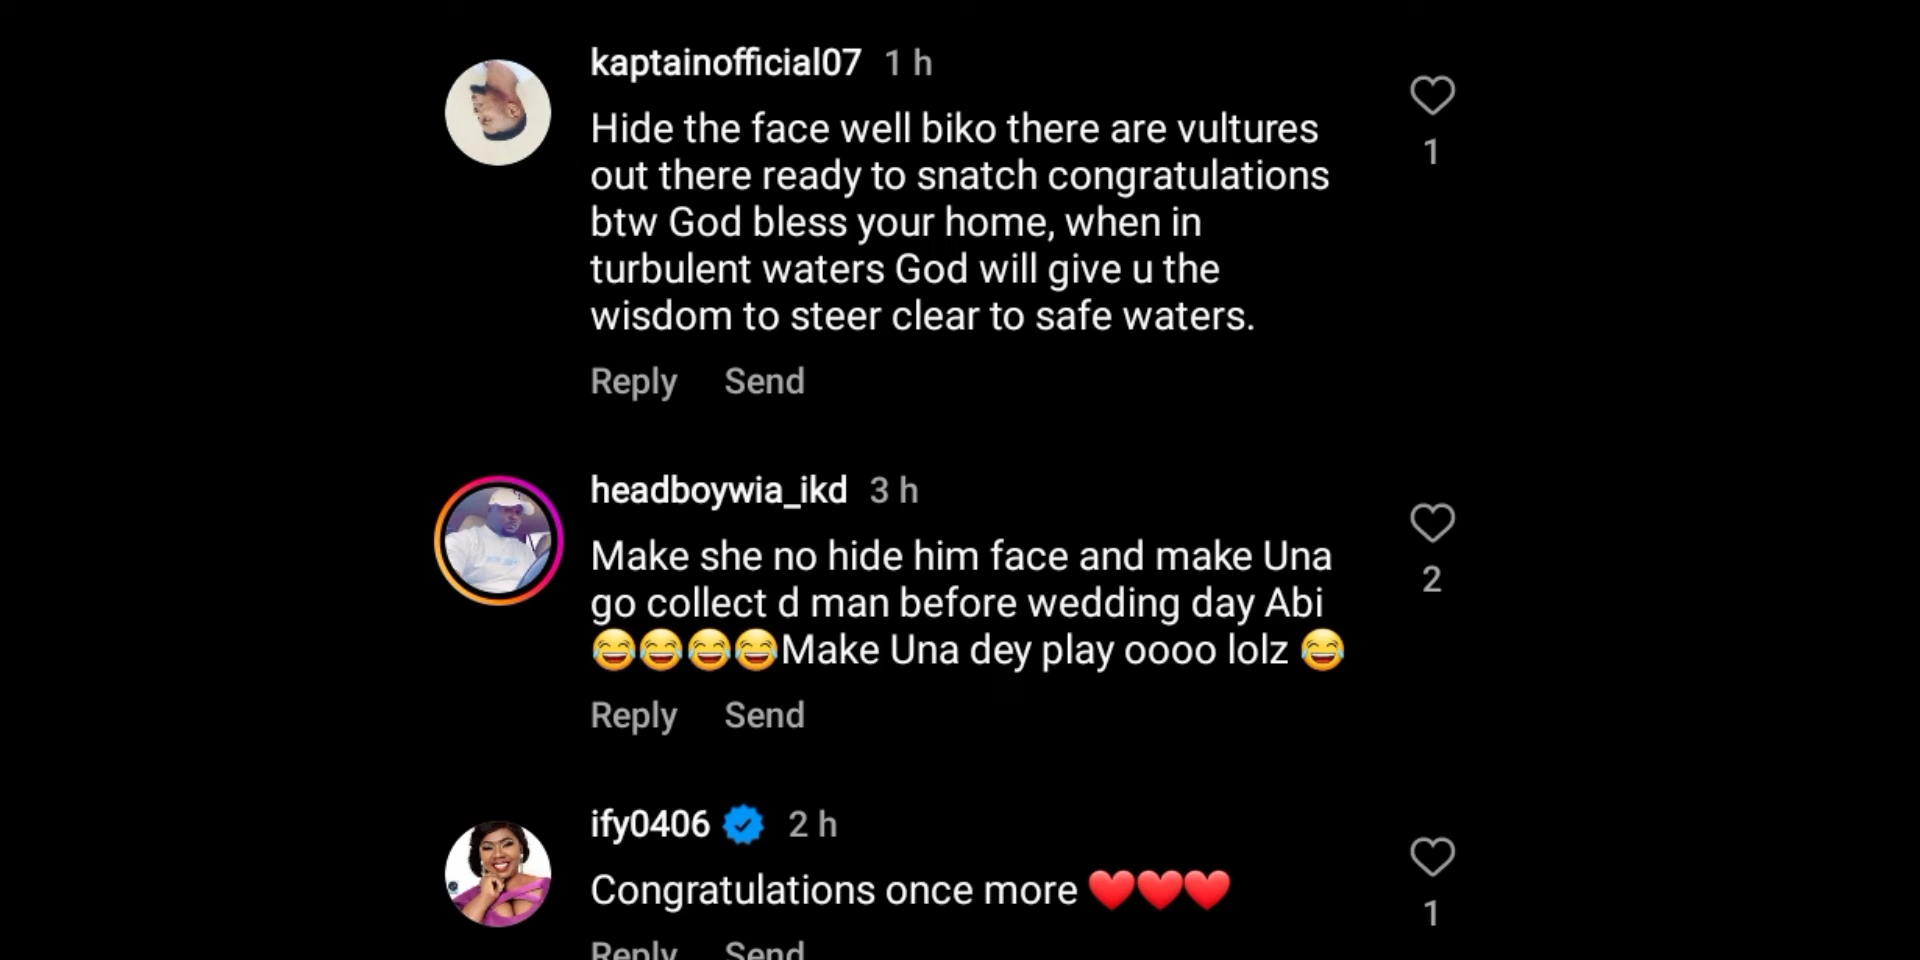 kaptainofficial07 1 h
Hide the face well biko there are vultures
out there ready to snatch congratulations
btw God bless your home, when in
turbulent waters God will give u the
wisdom to steer clear to safe waters.
1
Reply Send
headboywia_ikd 3 h
Make she no hide him face and make Una
go collect d man before wedding day Abi
😂😂😂😂Make Una dey play oooo lolz 😂
2
Reply Send
ify0406 2 h
Congratulations once more ❤️❤️❤️
1
Reply Send